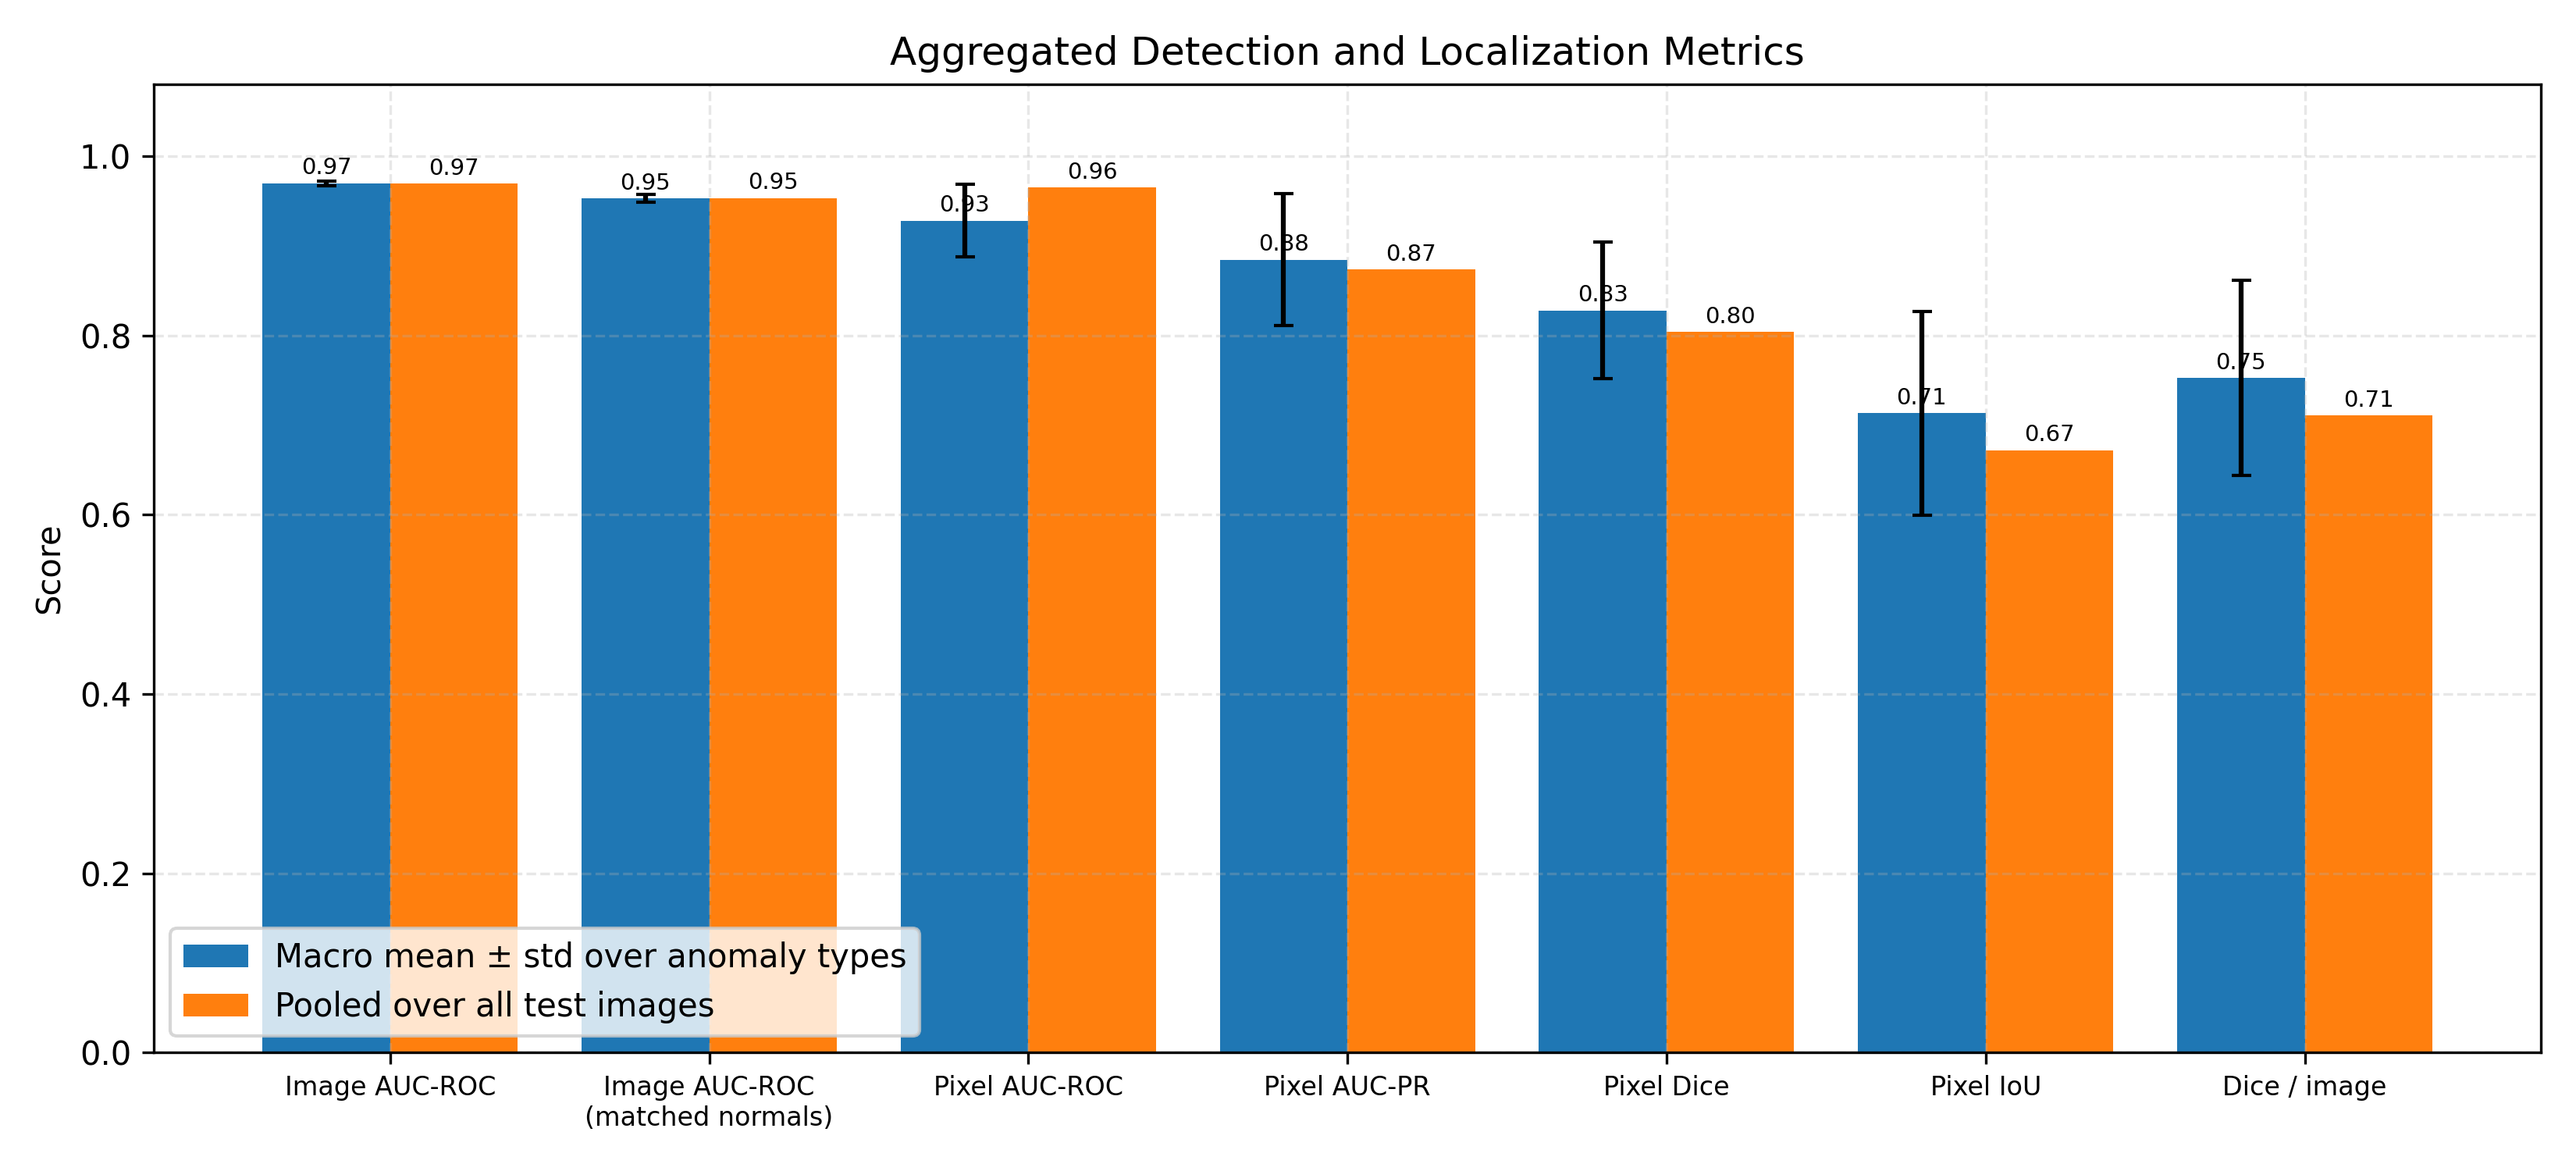 Aggregated Detection and Localization Metrics
Score
1.0
0.8
0.6
0.4
0.2
0.0
0.97
0.97
0.95
0.95
0.93
0.96
0.88
0.87
0.83
0.80
0.71
0.67
0.75
0.71
Macro mean ± std over anomaly types
Pooled over all test images
Image AUC-ROC
Image AUC-ROC
(matched normals)
Pixel AUC-ROC
Pixel AUC-PR
Pixel Dice
Pixel IoU
Dice / image